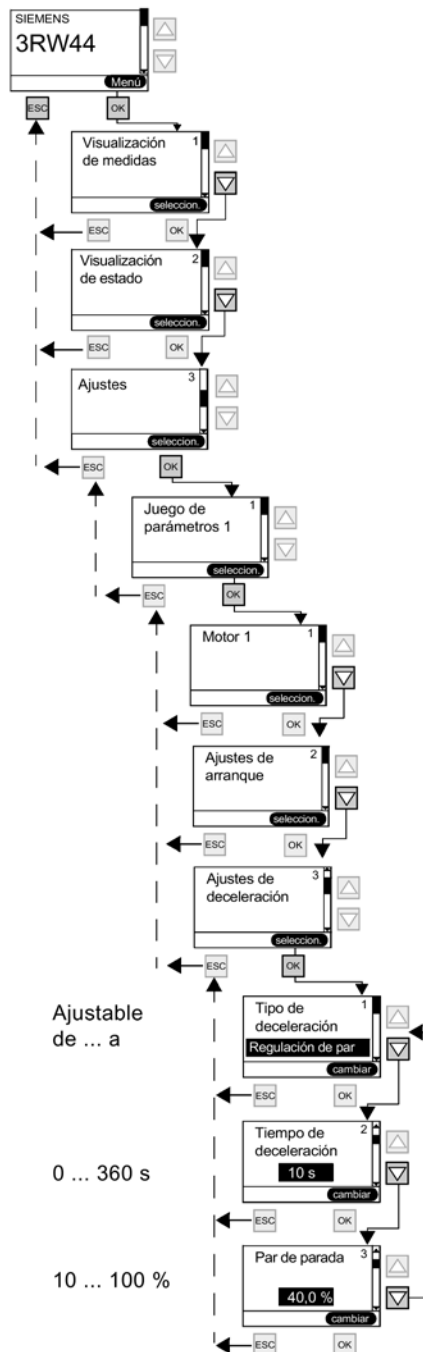 SIEMENS
3RW44
Menú
ESC
OK
Visualización
de medidas
1
seleccion.
ESC
OK
Visualización
de estado
2
seleccion.
ESC
OK
Ajustes
3
seleccion.
ESC
OK
Juego de
parámetros 1
1
seleccion.
ESC
OK
Motor 1
1
seleccion.
ESC
OK
Ajustes de
arranque
2
seleccion.
ESC
OK
Ajustes de
deceleración
3
seleccion.
ESC
OK
Ajustable
de ... a
Tipo de
deceleración
1
Regulación de par
cambiar
ESC
OK
0 ... 360 s
Tiempo de
deceleración
2
10 s
cambiar
ESC
OK
10 ... 100 %
Par de parada
3
40,0 %
cambiar
ESC
OK